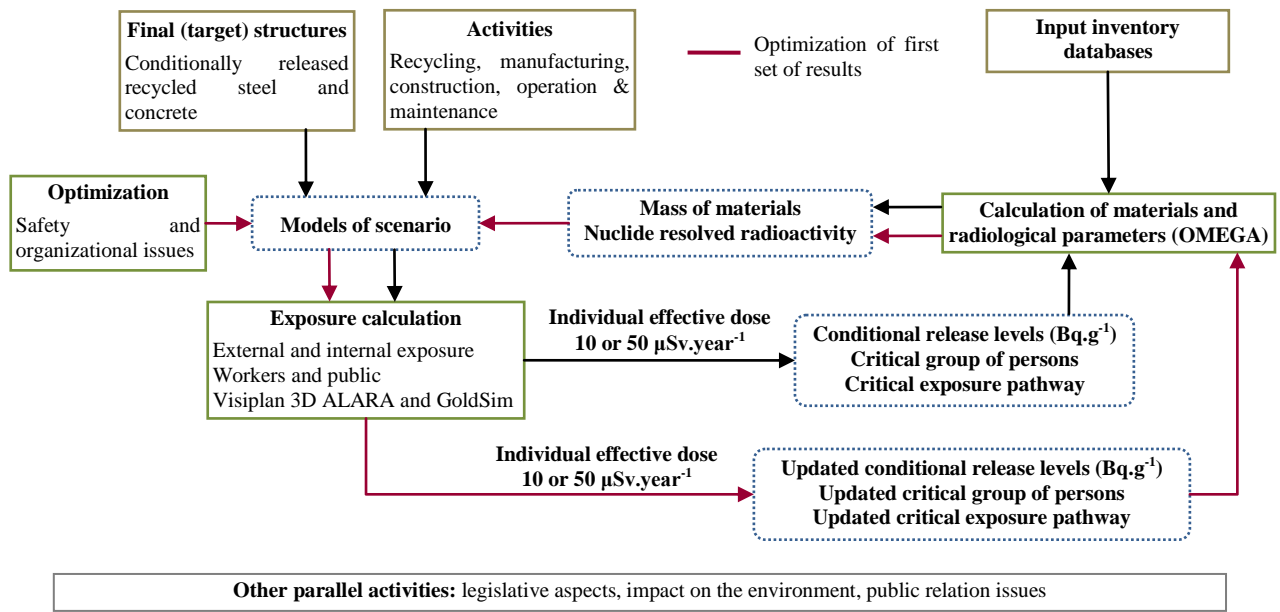 Final (target) structures
Conditionally released
recycled steel and
concrete
Activities
Recycling, manufacturing,
construction, operation &
maintenance
Optimization of first
set of results
Input inventory
databases
Optimization
Safety and
organizational issues
Models of scenario
Mass of materials
Nuclide resolved radioactivity
Calculation of materials and
radiological parameters (OMEGA)
Exposure calculation
External and internal exposure
Workers and public
Visiplan 3D ALARA and GoldSim
Individual effective dose
10 or 50 μSv.year⁻¹
Conditional release levels (Bq.g⁻¹)
Critical group of persons
Critical exposure pathway
Individual effective dose
10 or 50 μSv.year⁻¹
Updated conditional release levels (Bq.g⁻¹)
Updated critical group of persons
Updated critical exposure pathway
Other parallel activities: legislative aspects, impact on the environment, public relation issues